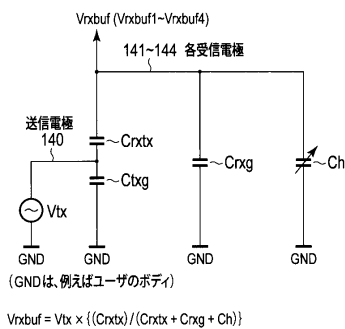 Vrxbuf (Vrxbuf1~Vrxbuf4)
141~144 各受信電極
送信電極
140
Crxtx
Ctxg
Crxg
Ch
Vtx
GND GND GND GND
(GNDは、例えばユーザのボディ)
Vrxbuf = Vtx × {(Crxtx)/(Crxtx + Crxg + Ch)}